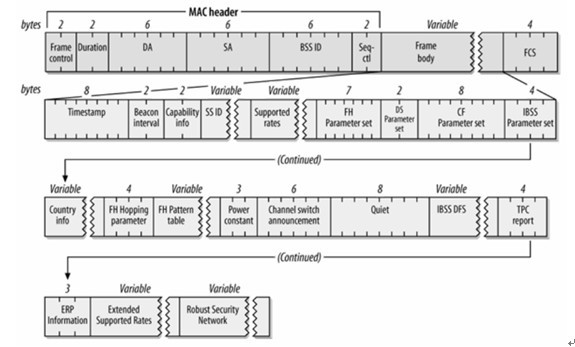 MAC header
bytes 2 2 6 6 6 2 Variable 4
Frame control Duration DA SA BSS ID Seq-ctl Frame body FCS
bytes 8 2 2 Variable Variable 7 2 8 4
Timestamp Beacon interval Capability info SS ID Supported rates FH Parameter set DS Parameter set CF Parameter set IBSS Parameter set
(Continued)
Variable 4 Variable 3 6 8 Variable 4
Country info FH Hopping parameter FH Pattern table Power constant Channel switch announcement Quiet IBSS DFS TPC report
(Continued)
3 Variable Variable
ERP Information Extended Supported Rates Robust Security Network